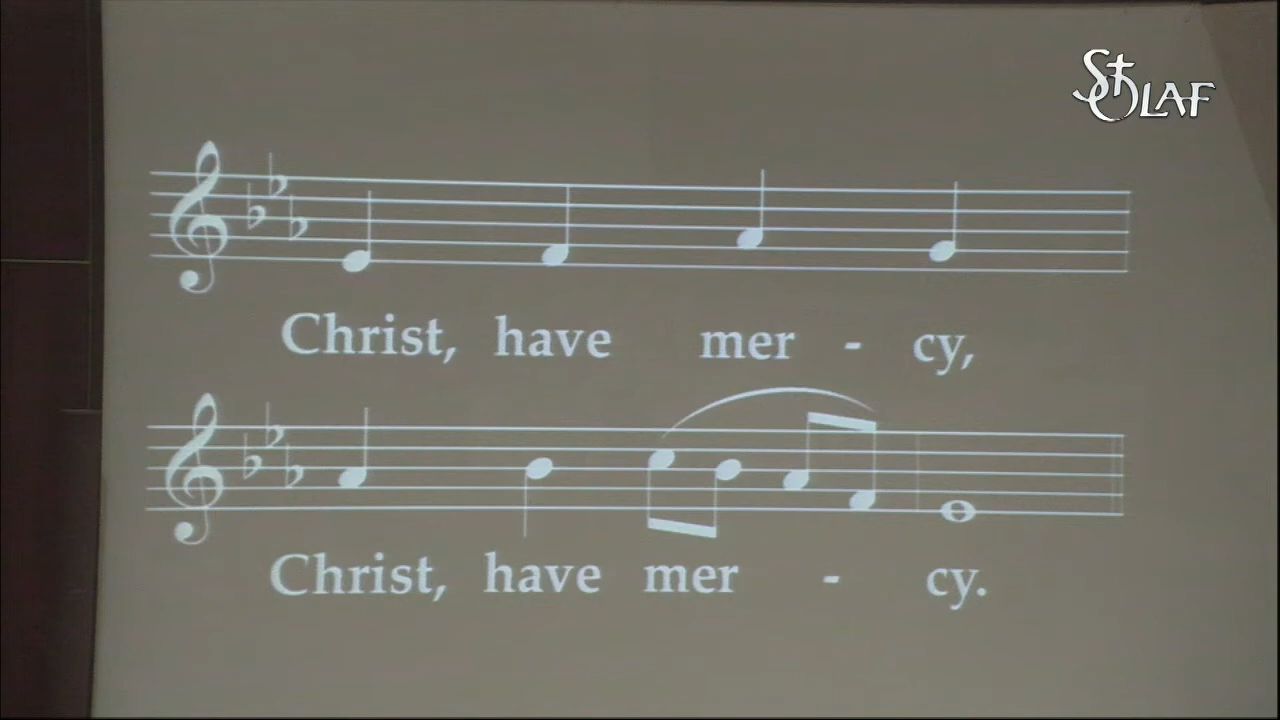 St OLAF
Christ, have mer - cy,
Christ, have mer - cy.